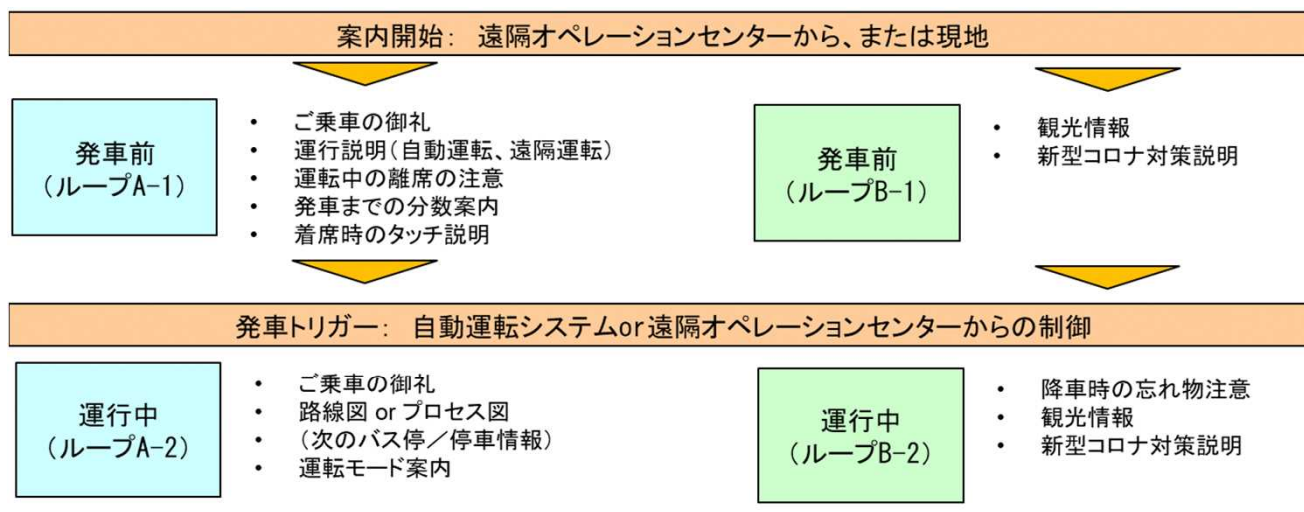 案内開始： 遠隔オペレーションセンターから、または現地
発車前
（ループA-1）
・ ご乗車の御礼
・ 運行説明（自動運転、遠隔運転）
・ 運転中の離席の注意
・ 発車までの分数案内
・ 着席時のタッチ説明
発車前
（ループB-1）
・ 観光情報
・ 新型コロナ対策説明
発車トリガー： 自動運転システムor遠隔オペレーションセンターからの制御
運行中
（ループA-2）
・ ご乗車の御礼
・ 路線図 or プロセス図
・ （次のバス停／停車情報）
・ 運転モード案内
運行中
（ループB-2）
・ 降車時の忘れ物注意
・ 観光情報
・ 新型コロナ対策説明